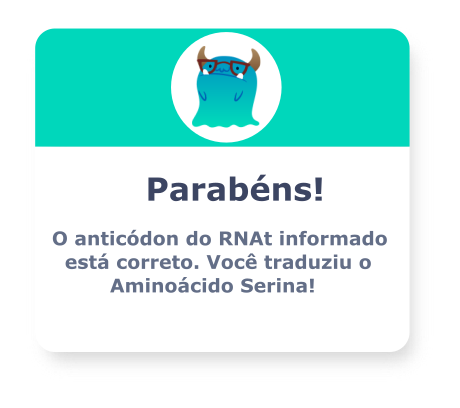 Parabéns!
O anticódon do RNAt informado
está correto. Você traduziu o
Aminoácido Serina!